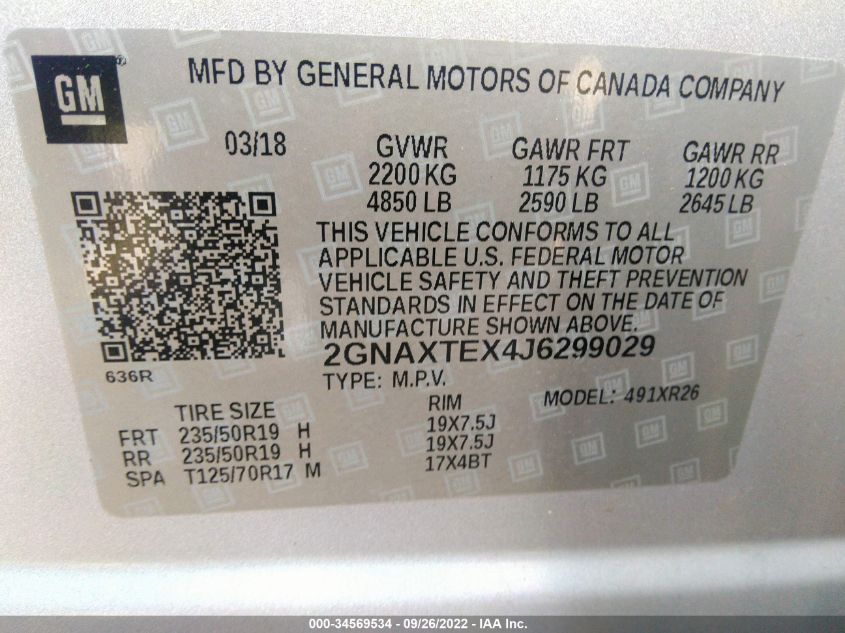 GM® MFD BY GENERAL MOTORS OF CANADA COMPANY
03/18 GVWR GAWR FRT GAWR RR
2200 KG 1175 KG 1200 KG
4850 LB 2590 LB 2645 LB
THIS VEHICLE CONFORMS TO ALL
APPLICABLE U.S. FEDERAL MOTOR
VEHICLE SAFETY AND THEFT PREVENTION
STANDARDS IN EFFECT ON THE DATE OF
MANUFACTURE SHOWN ABOVE.
2GNAXTEX4J6299029
636R TYPE: M.P.V. MODEL: 491XR26
TIRE SIZE RIM
FRT 235/50R19 H 19X7.5J
RR 235/50R19 H 19X7.5J
SPA T125/70R17 M 17X4BT
000-34569534 - 09/26/2022 - IAA Inc.